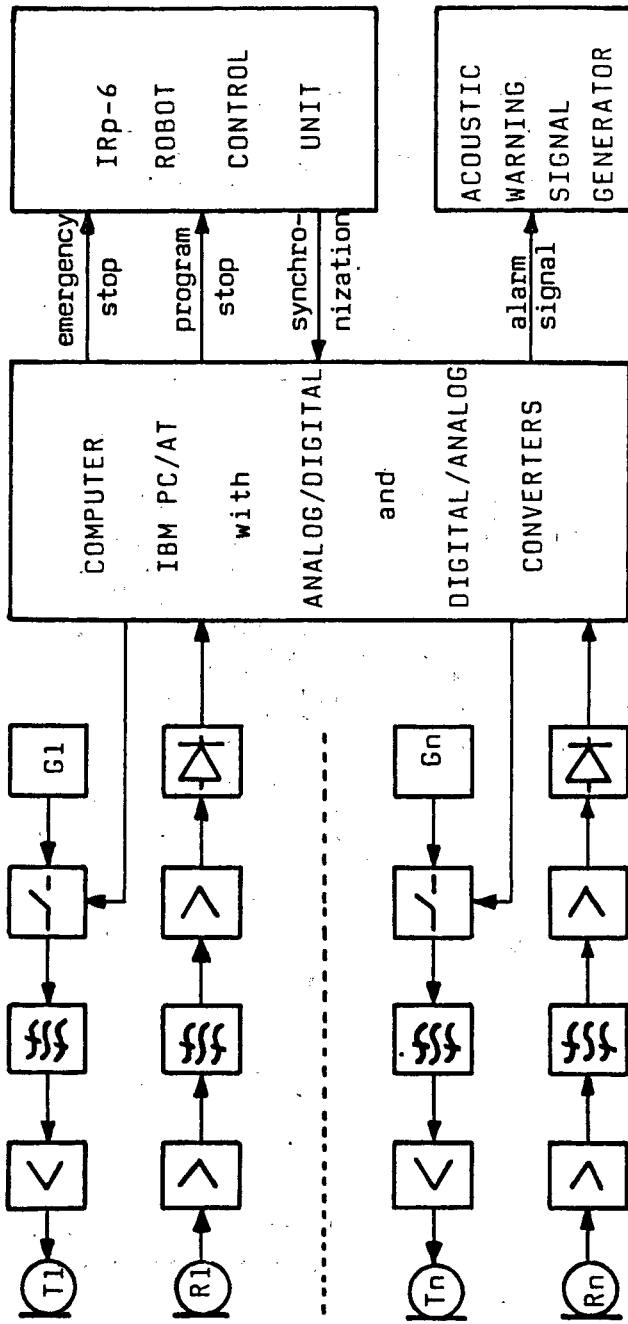 T1
G1
R1
Tn
Gn
Rn
COMPUTER
IBM PC/AT
with
ANALOG/DIGITAL
and
DIGITAL/ANALOG
CONVERTERS
emergency
stop
program
stop
synchro-
nization
alarm
signal
IRp-6
ROBOT
CONTROL
UNIT
ACOUSTIC
WARNING
SIGNAL
GENERATOR